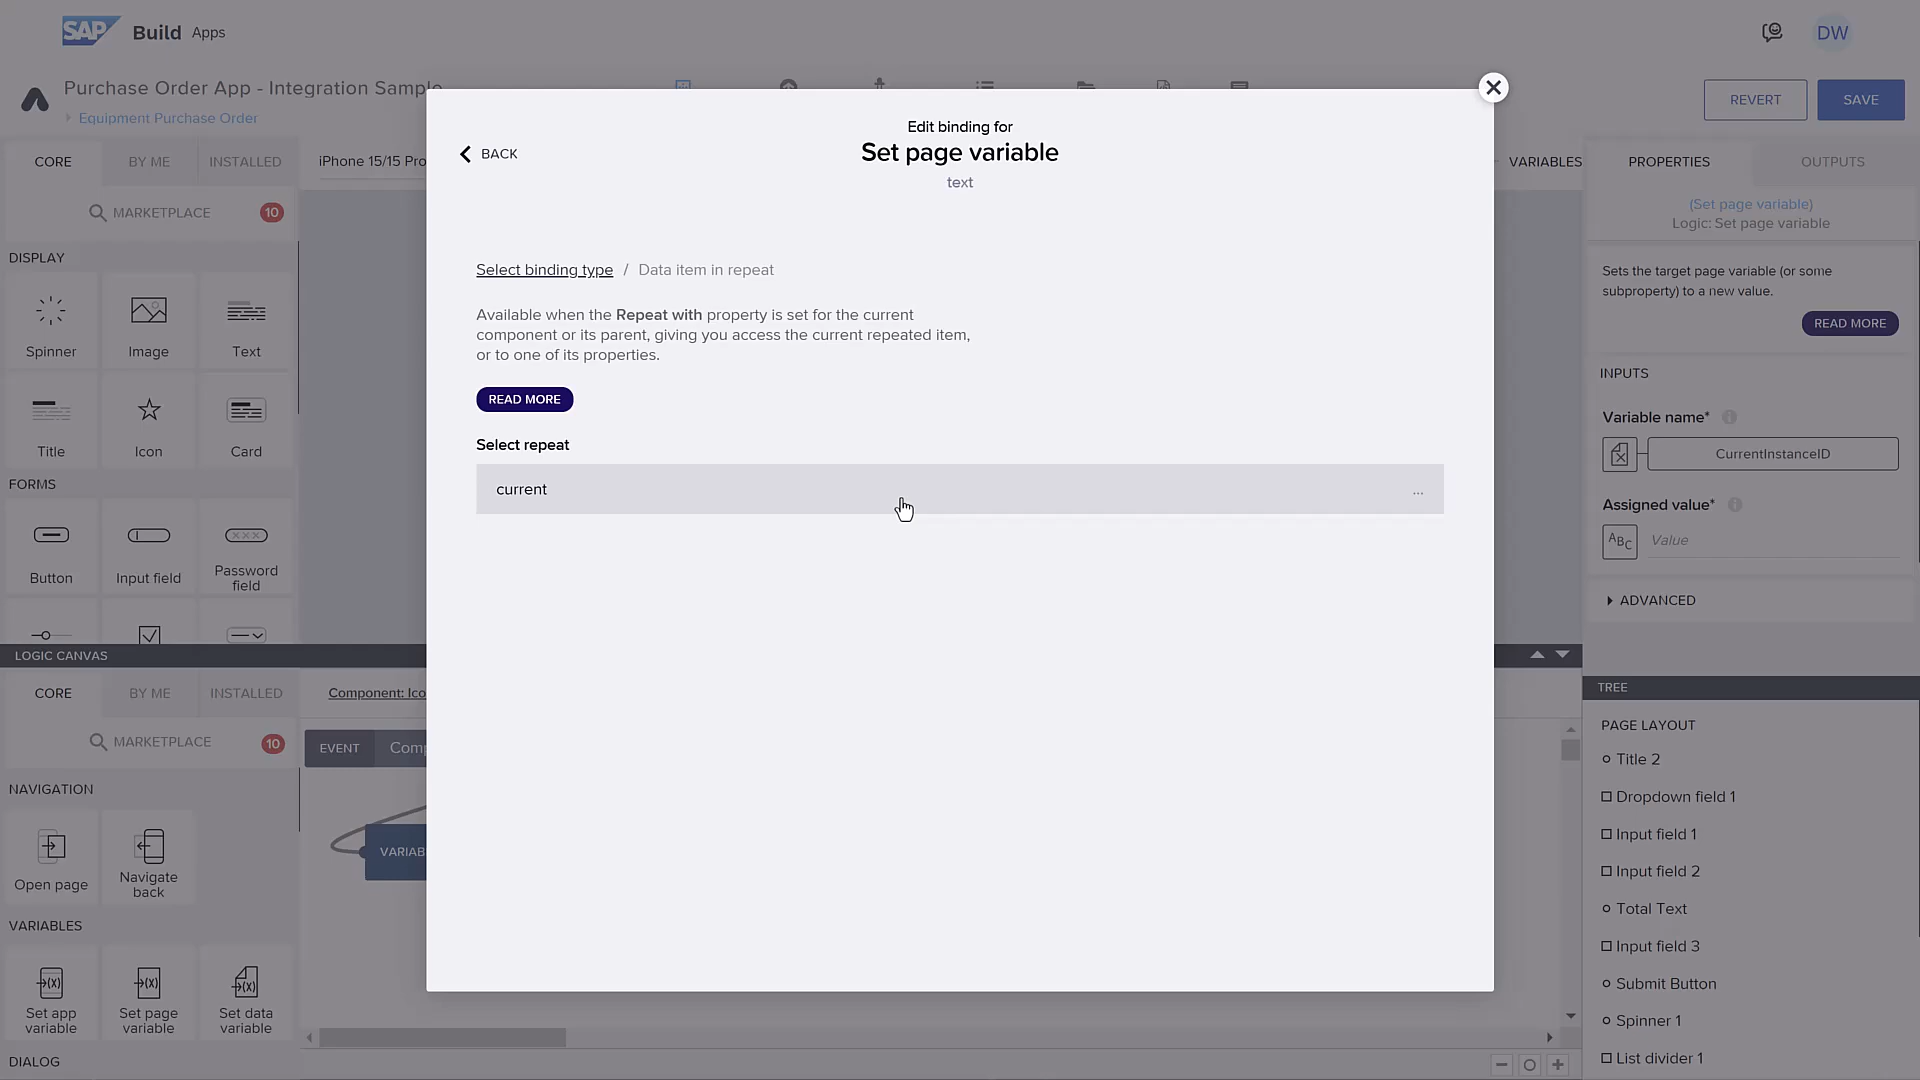 SAP Build Apps
DW
Purchase Order App - Integration Sample
Equipment Purchase Order
REVERT
SAVE
CORE
BY ME
INSTALLED
iPhone 15/15 Pro
VARIABLES
PROPERTIES
OUTPUTS
MARKETPLACE
10
DISPLAY
Spinner
Image
Text
Title
Icon
Card
FORMS
Button
Input field
Password
field
Edit binding for
BACK
Set page variable
text
Select binding type / Data item in repeat
Available when the Repeat with property is set for the current
component or its parent, giving you access the current repeated item,
or to one of its properties.
READ MORE
Select repeat
current
...
(Set page variable)
Logic: Set page variable
Sets the target page variable (or some
subproperty) to a new value.
READ MORE
INPUTS
Variable name*
CurrentInstanceID
Assigned value*
ABC
Value
ADVANCED
LOGIC CANVAS
CORE
BY ME
INSTALLED
Component: Ico
MARKETPLACE
10
EVENT
Comp
NAVIGATION
VARIAB
Open page
Navigate
back
VARIABLES
(x)
(x)
(x)
Set app
variable
Set page
variable
Set data
variable
DIALOG
TREE
PAGE LAYOUT
Title 2
Dropdown field 1
Input field 1
Input field 2
Total Text
Input field 3
Submit Button
Spinner 1
List divider 1